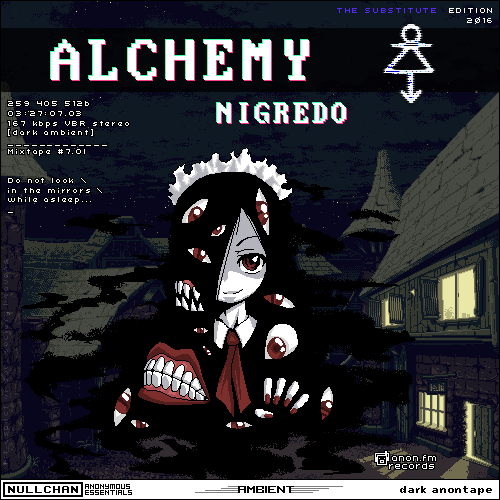 THE SUBSTITUTE EDITION
2016
ALCHEMY
NIGREDO
259 405 512b
03:27:07.03
167 kbps VBR stereo
[dark ambient]
Mixtape #7.01
Do not look \
in the mirrors \
while asleep...
anon.fm
records
NULLCHAN
ANONYMOUS
ESSENTIALS
AMBIENT
dark anontape